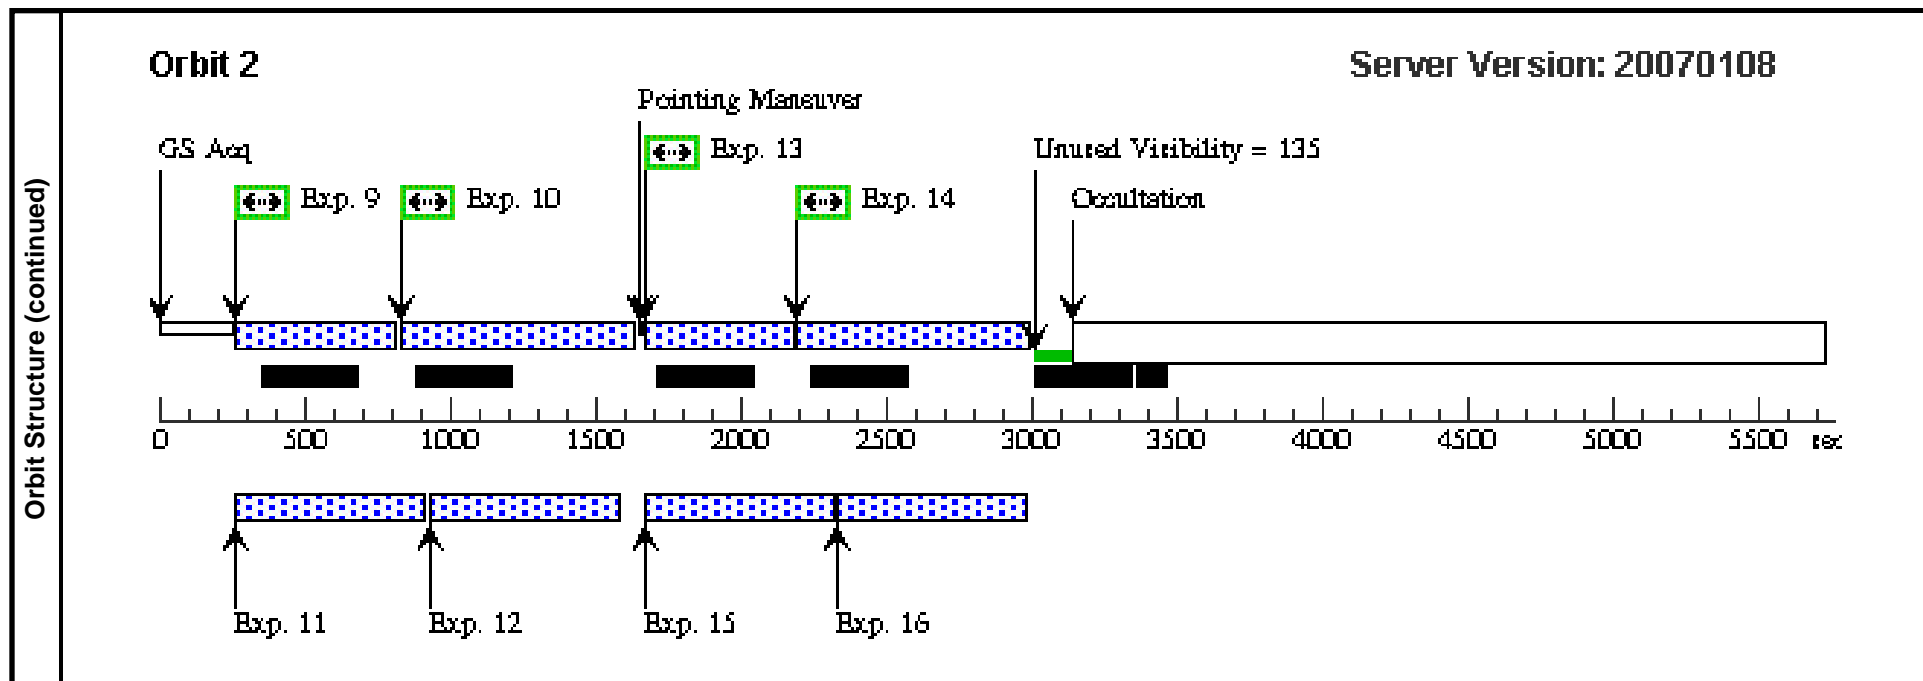 Orbit Structure (continued)
Orbit 2
Server Version: 20070108
Pointing Maneuver
GS Acq
Exp. 13
Unused Visibility = 135
Exp. 9
Exp. 10
Exp. 14
Occultation
0 500 1000 1500 2000 2500 3000 3500 4000 4500 5000 5500 sec
Exp. 11
Exp. 12
Exp. 15
Exp. 16